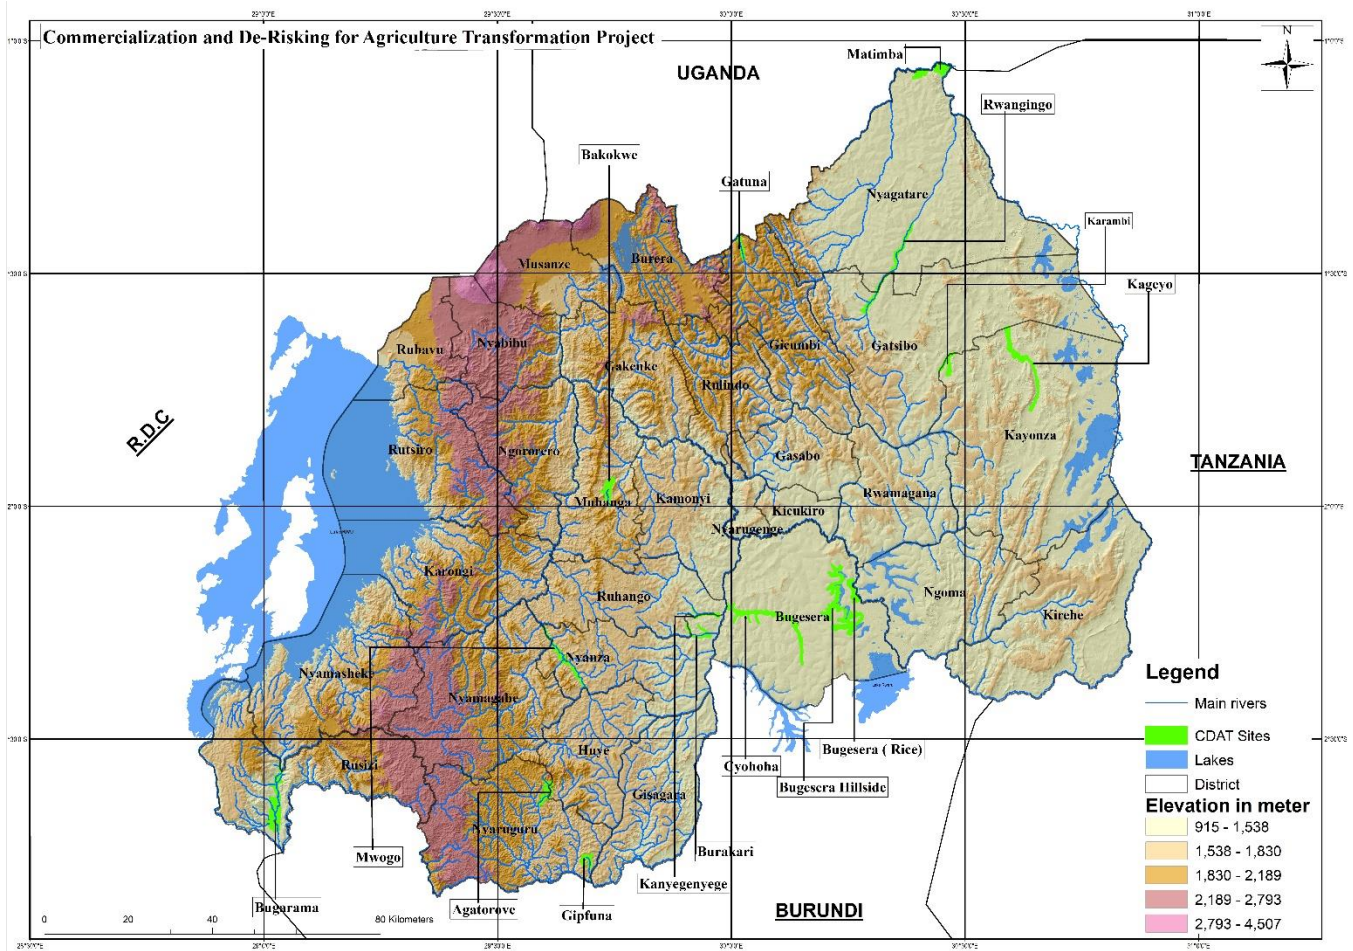 Commercialization and De-Risking for Agriculture Transformation Project
N
UGANDA
Matimba
Rwangingo
Bakokwe
Gatuna
Nyagatare
Karambi
Musanze
Burera
Kageyo
Rubavu
Nyabihu
Gakenke
Gicumbi
Gatsibo
Rulindo
R.D.C
Rutsiro
Ngororero
Gasabo
Kayonza
TANZANIA
Muhanga
Kamonyi
Kicukiro
Rwamagana
Nyarugenge
Karongi
Ruhango
Bugesera
Ngoma
Kirehe
Nyamasheke
Nyanza
Nyamagabe
Huye
Rusizi
Gisagara
Nyaruguru
Cyohoha
Bugesera ( Rice)
Bugesera Hillside
Mwogo
Burakari
Kanyegenyege
Bugarama
Agatorove
Gipfuna
BURUNDI
0 20 40 80 Kilometers
Legend
Main rivers
CDAT Sites
Lakes
District
Elevation in meter
915 - 1,538
1,538 - 1,830
1,830 - 2,189
2,189 - 2,793
2,793 - 4,507